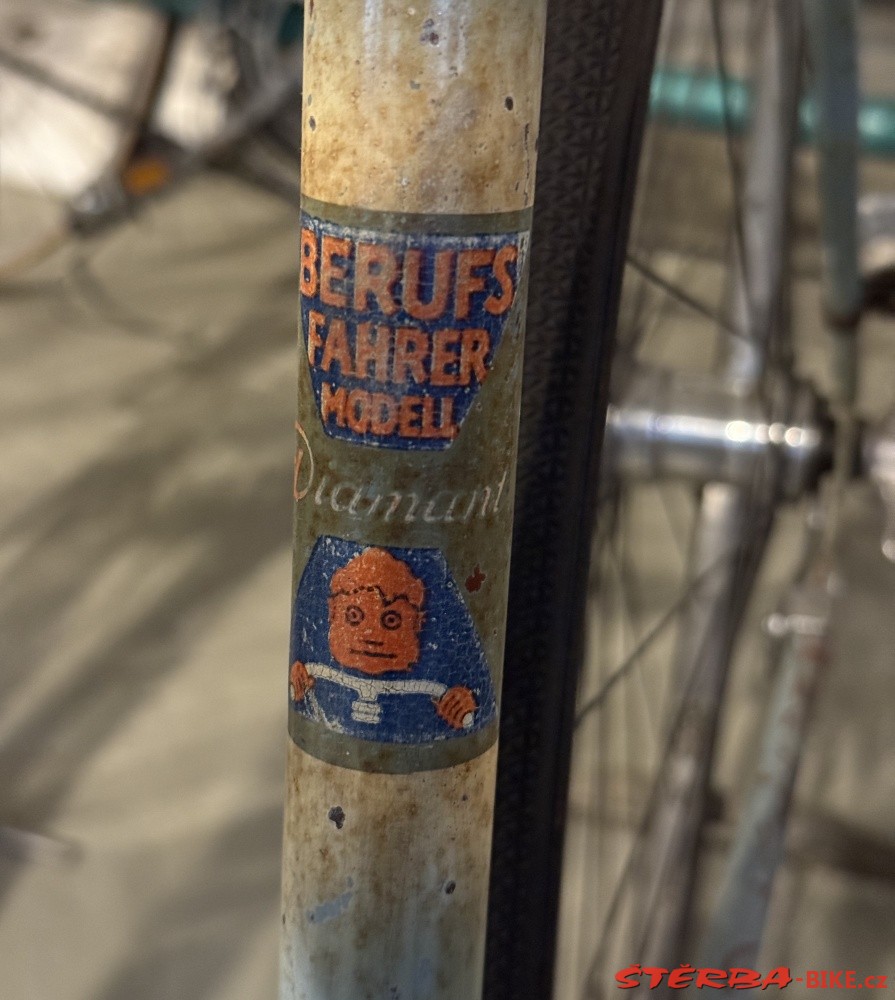 BERUFS
FAHRER
MODELL
Diamant
ŠTĚRBA-BIKE.cz